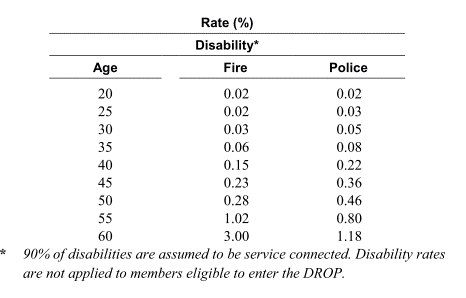 Rate (%)
Disability*
Age Fire Police
20 0.02 0.02
25 0.02 0.03
30 0.03 0.05
35 0.06 0.08
40 0.15 0.22
45 0.23 0.36
50 0.28 0.46
55 1.02 0.80
60 3.00 1.18
* 90% of disabilities are assumed to be service connected. Disability rates
are not applied to members eligible to enter the DROP.